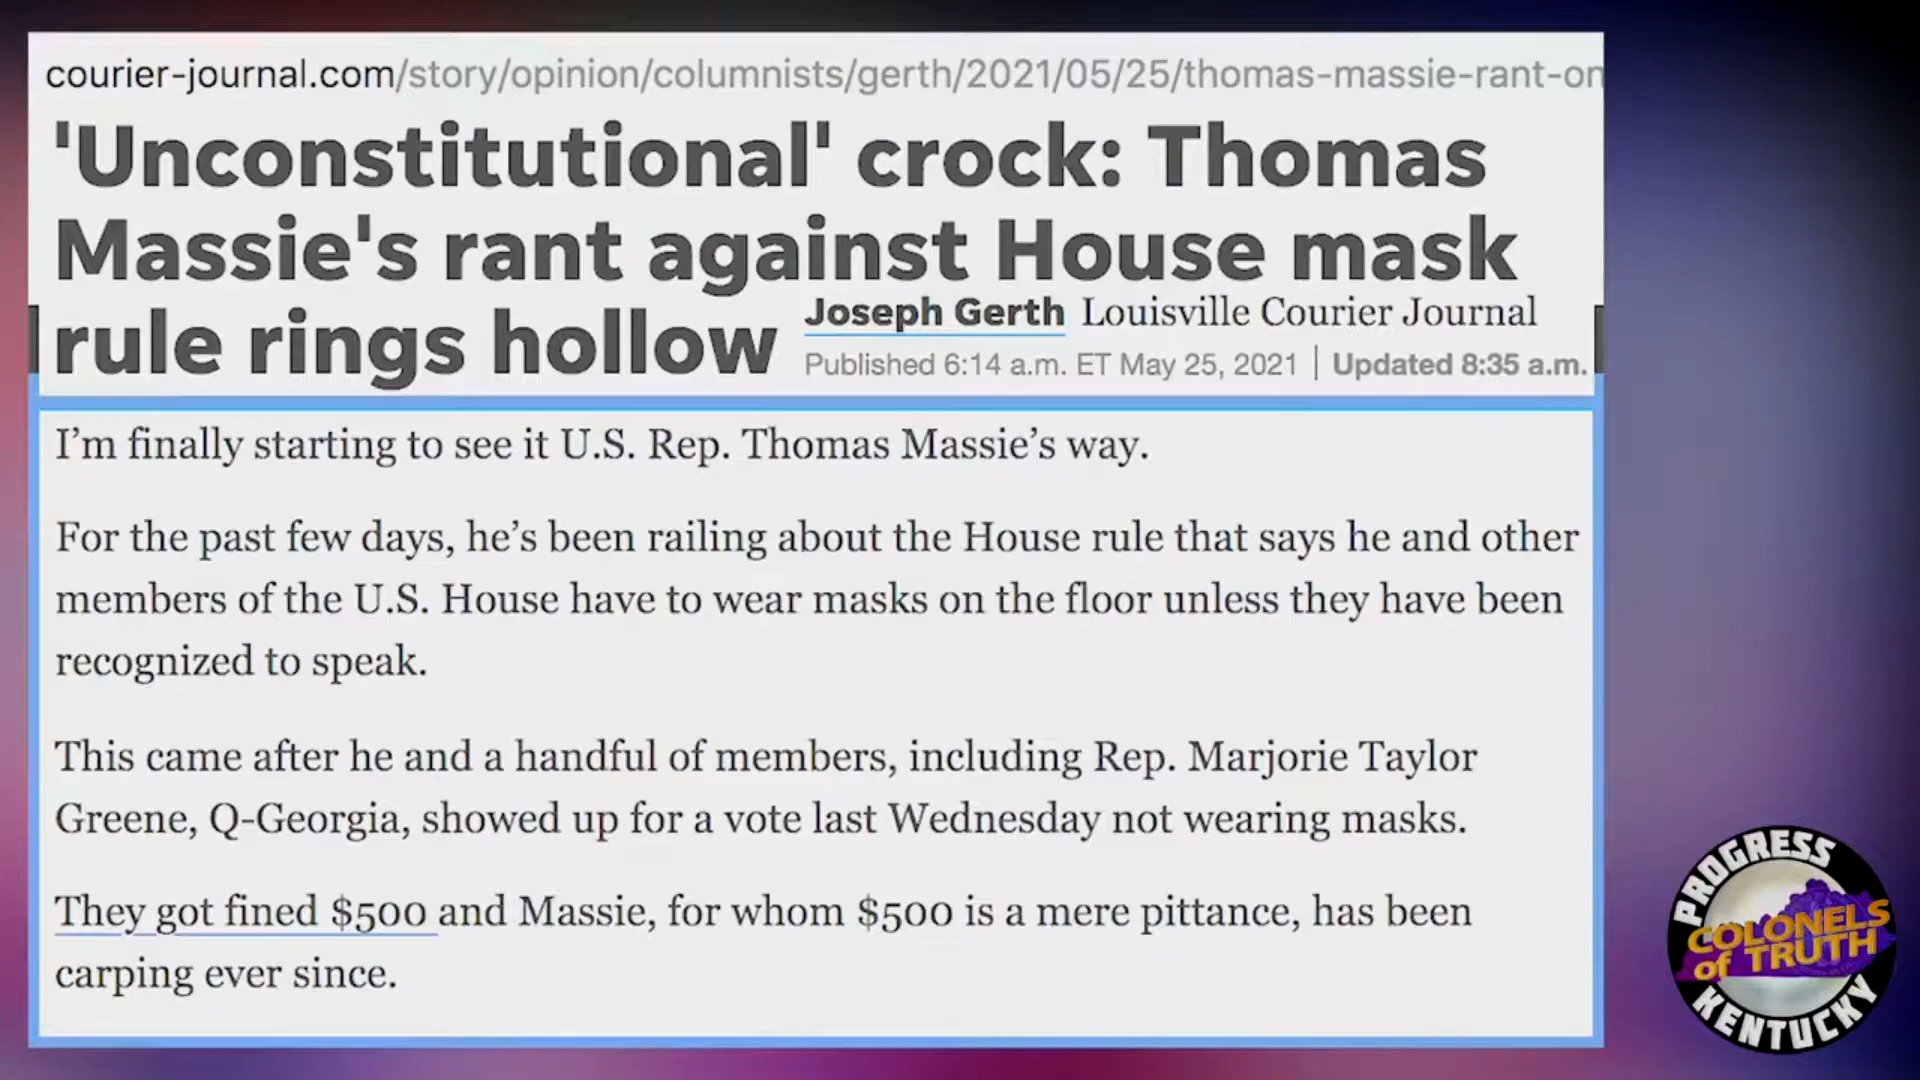 courier-journal.com/story/opinion/columnists/gerth/2021/05/25/thomas-massie-rant-on
'Unconstitutional' crock: Thomas
Massie's rant against House mask
rule rings hollow
Joseph Gerth Louisville Courier Journal
Published 6:14 a.m. ET May 25, 2021 | Updated 8:35 a.m.
I'm finally starting to see it U.S. Rep. Thomas Massie's way.
For the past few days, he's been railing about the House rule that says he and other
members of the U.S. House have to wear masks on the floor unless they have been
recognized to speak.
This came after he and a handful of members, including Rep. Marjorie Taylor
Greene, Q-Georgia, showed up for a vote last Wednesday not wearing masks.
They got fined $500 and Massie, for whom $500 is a mere pittance, has been
carping ever since.
PROGRESS
COLONELS
of TRUTH
KENTUCKY